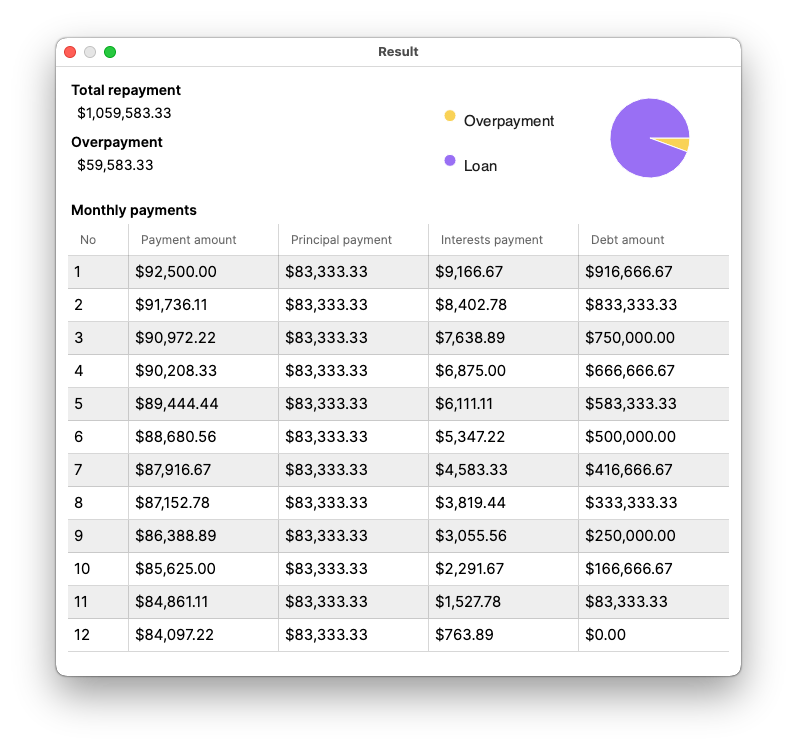 Result
Total repayment
$1,059,583.33
Overpayment
$59,583.33
Overpayment
Loan
Monthly payments
No Payment amount Principal payment Interests payment Debt amount
1 $92,500.00 $83,333.33 $9,166.67 $916,666.67
2 $91,736.11 $83,333.33 $8,402.78 $833,333.33
3 $90,972.22 $83,333.33 $7,638.89 $750,000.00
4 $90,208.33 $83,333.33 $6,875.00 $666,666.67
5 $89,444.44 $83,333.33 $6,111.11 $583,333.33
6 $88,680.56 $83,333.33 $5,347.22 $500,000.00
7 $87,916.67 $83,333.33 $4,583.33 $416,666.67
8 $87,152.78 $83,333.33 $3,819.44 $333,333.33
9 $86,388.89 $83,333.33 $3,055.56 $250,000.00
10 $85,625.00 $83,333.33 $2,291.67 $166,666.67
11 $84,861.11 $83,333.33 $1,527.78 $83,333.33
12 $84,097.22 $83,333.33 $763.89 $0.00